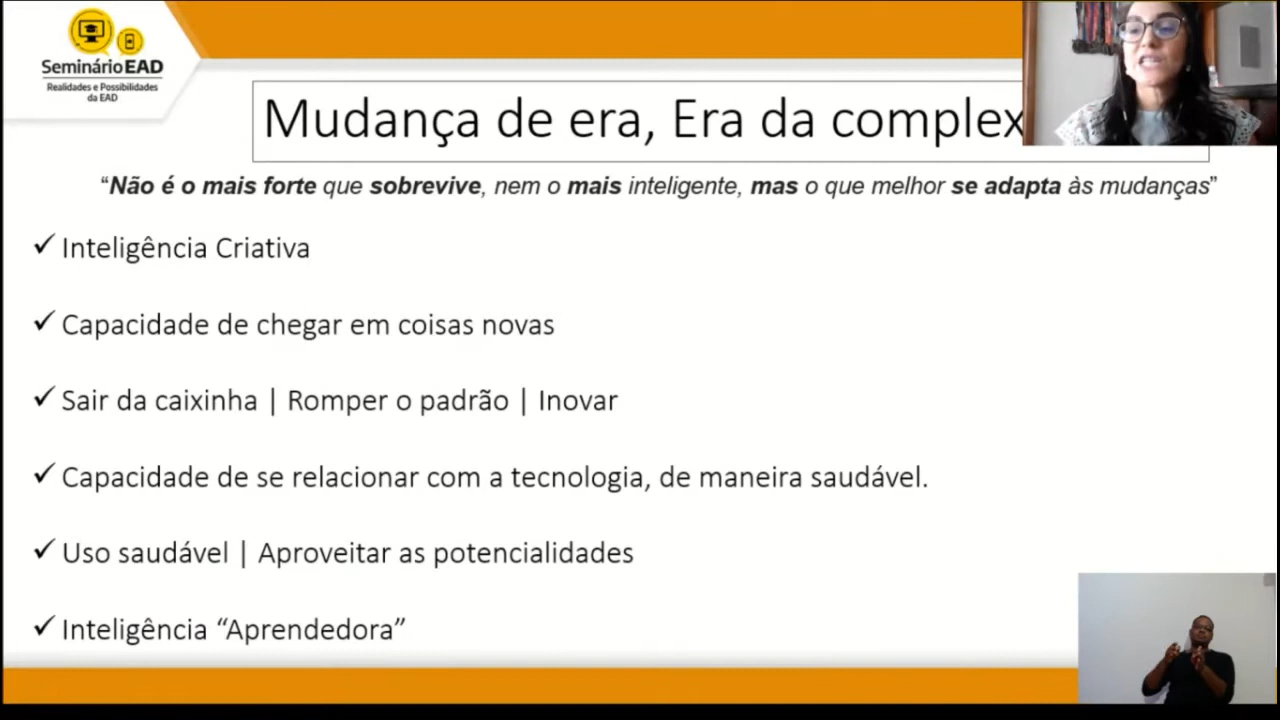 Seminário EAD
Realidades e Possibilidades
da EAD
Mudança de era, Era da complex
“Não é o mais forte que sobrevive, nem o mais inteligente, mas o que melhor se adapta às mudanças”
✓ Inteligência Criativa
✓ Capacidade de chegar em coisas novas
✓ Sair da caixinha | Romper o padrão | Inovar
✓ Capacidade de se relacionar com a tecnologia, de maneira saudável.
✓ Uso saudável | Aproveitar as potencialidades
✓ Inteligência “Aprendedora”